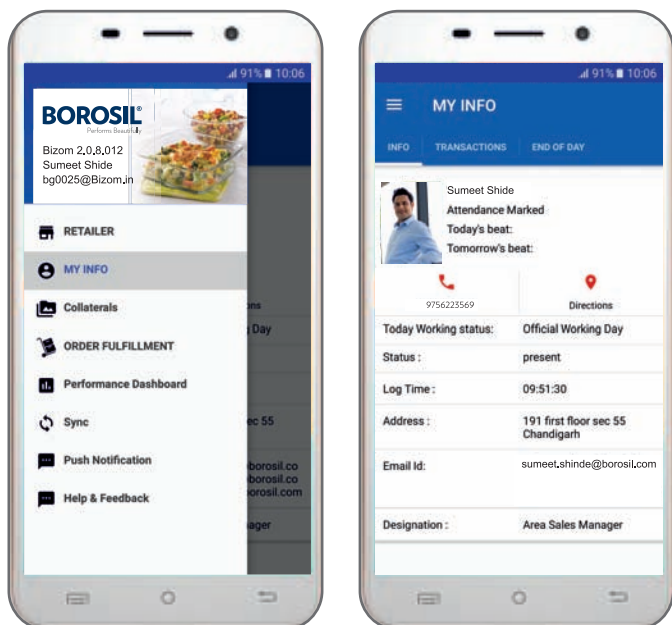 91% 10:06
BOROSIL®
Performs Beautifully
Bizom 2.0.8.012
Sumeet Shide
bg0025@Bizom.in
RETAILER
MY INFO
Collaterals
ORDER FULFILLMENT
Performance Dashboard
Sync
Push Notification
Help & Feedback
ons
Day
ec 55
borosil.co
borosil.co
orosil.com
ager
91% 10:06
MY INFO
INFO TRANSACTIONS END OF DAY
Sumeet Shide
Attendance Marked
Today's beat:
Tomorrow's beat:
9756223569 Directions
Today Working status: Official Working Day
Status : present
Log Time : 09:51:30
Address : 191 first floor sec 55
Chandigarh
Email Id: sumeet.shinde@borosil.com
Designation : Area Sales Manager